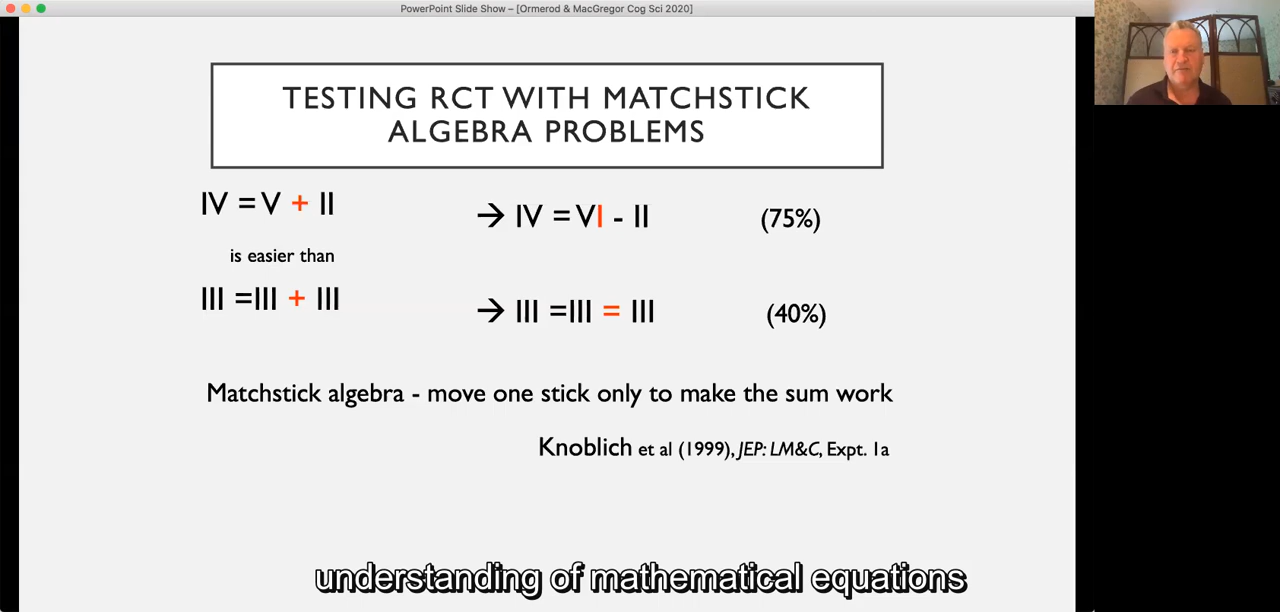 PowerPoint Slide Show – [Ormerod & MacGregor Cog Sci 2020]
TESTING RCT WITH MATCHSTICK
ALGEBRA PROBLEMS
IV = V + II → IV = VI - II (75%)
is easier than
III =III + III → III =III = III (40%)
Matchstick algebra - move one stick only to make the sum work
Knoblich et al (1999), JEP: LM&C, Expt. 1a
understanding of mathematical equations